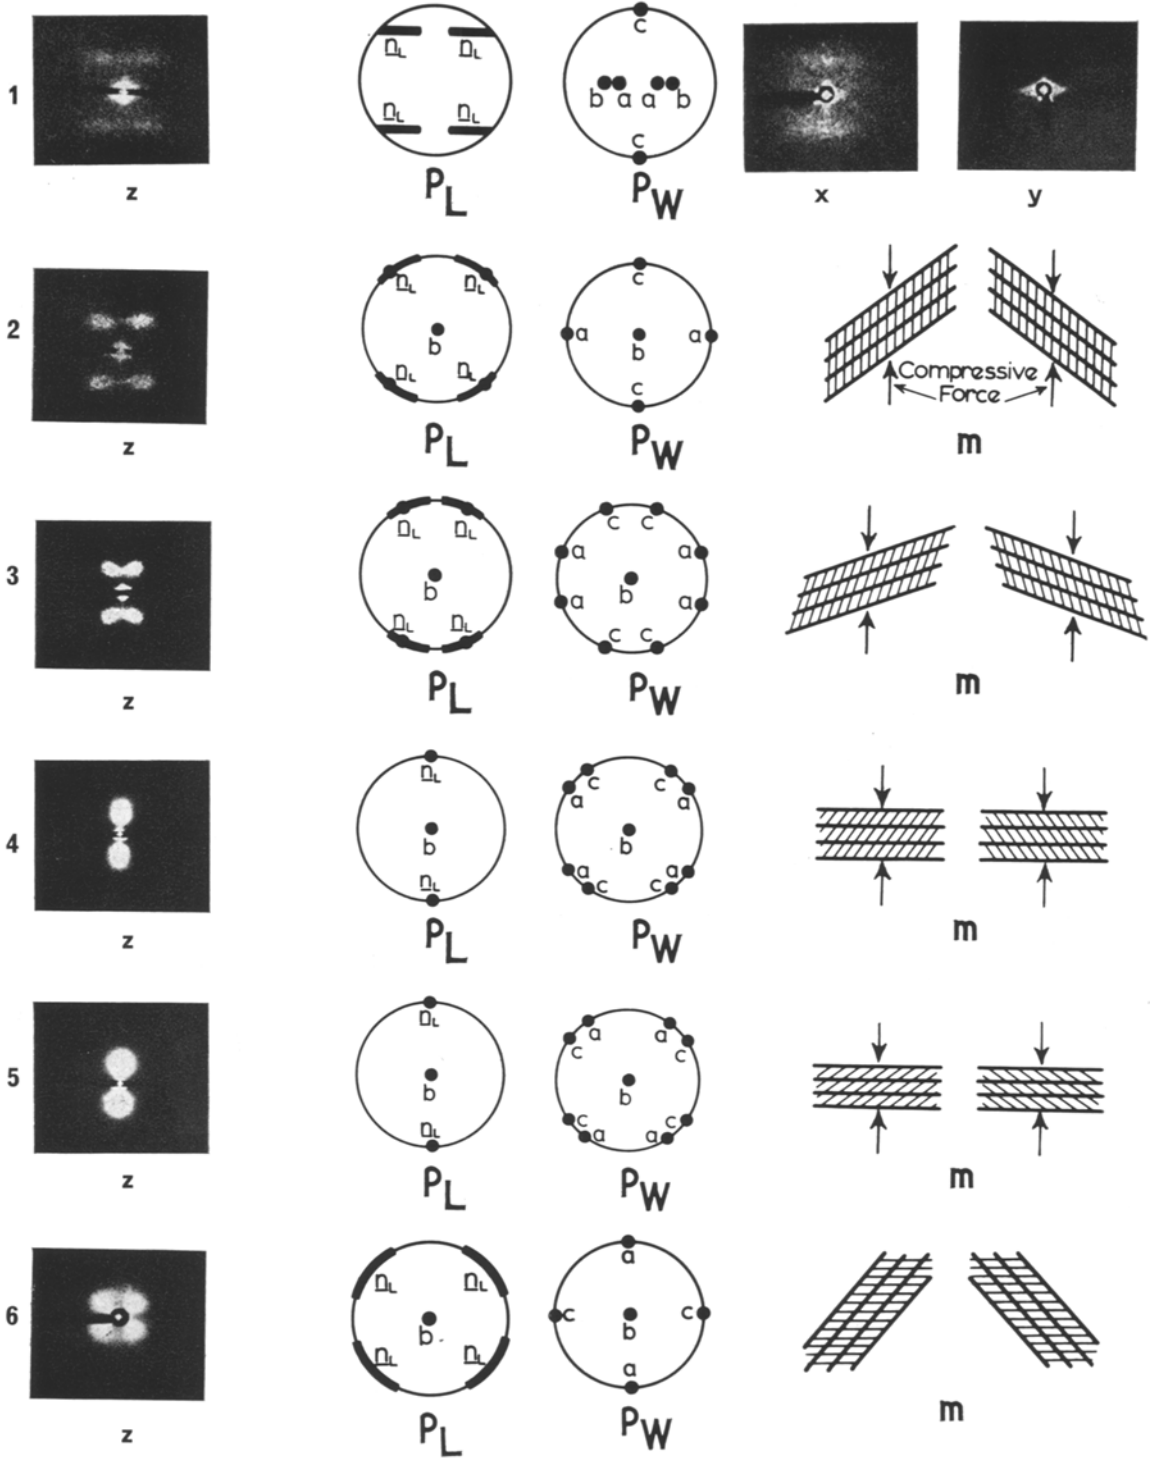 n_L n_L
n_L n_L
c
b a a b
c
1
z
P_L
P_W
x
y
n_L n_L
b
n_L n_L
c
a b a
c
2
Compressive
Force
z
P_L
P_W
m
n_L n_L
b
n_L n_L
c c
a a
b
a a
c c
3
z
P_L
P_W
m
n_L
b
n_L
c c
a a
b
a a
c c
4
z
P_L
P_W
m
n_L
b
n_L
a a
c c
b
c c
a a
5
z
P_L
P_W
m
n_L n_L
b
n_L n_L
a
c b c
a
6
z
P_L
P_W
m